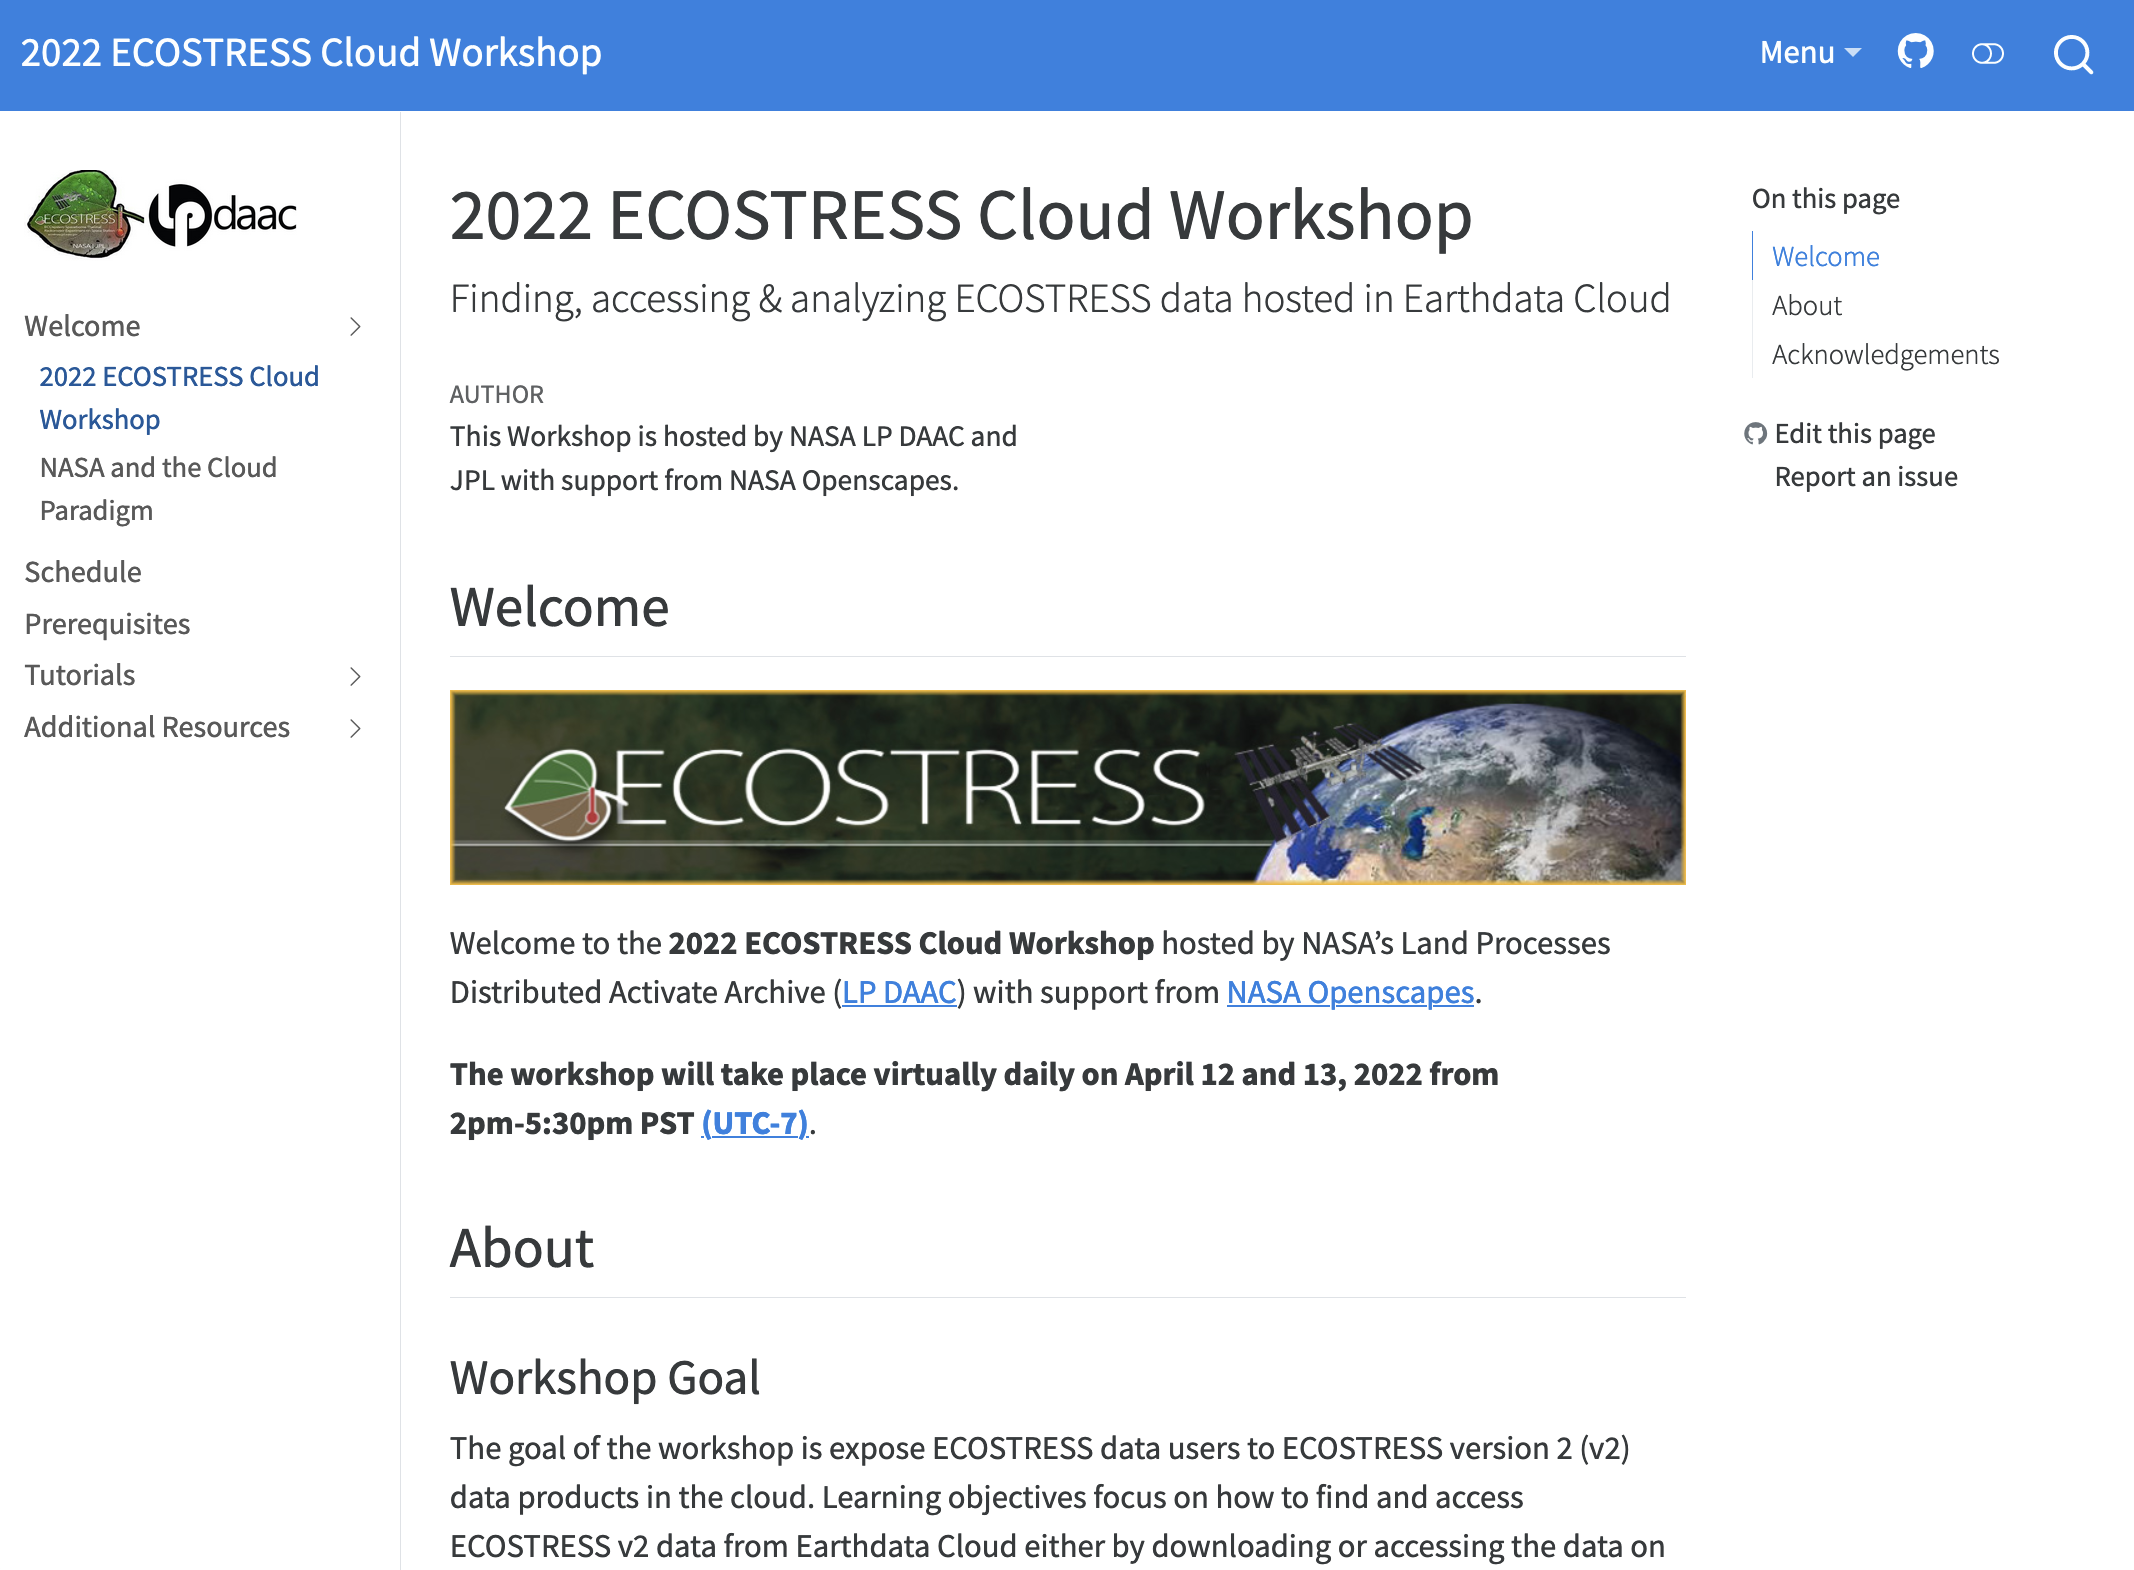 2022 ECOSTRESS Cloud Workshop
Menu
ECOSTRESS
NASA JPL
LP daac
Welcome
2022 ECOSTRESS Cloud
Workshop
NASA and the Cloud
Paradigm
Schedule
Prerequisites
Tutorials
Additional Resources
2022 ECOSTRESS Cloud Workshop
Finding, accessing & analyzing ECOSTRESS data hosted in Earthdata Cloud
AUTHOR
This Workshop is hosted by NASA LP DAAC and
JPL with support from NASA Openscapes.
Welcome
ECOSTRESS
Welcome to the 2022 ECOSTRESS Cloud Workshop hosted by NASA’s Land Processes
Distributed Activate Archive (LP DAAC) with support from NASA Openscapes.
The workshop will take place virtually daily on April 12 and 13, 2022 from
2pm-5:30pm PST (UTC-7).
About
Workshop Goal
The goal of the workshop is expose ECOSTRESS data users to ECOSTRESS version 2 (v2)
data products in the cloud. Learning objectives focus on how to find and access
ECOSTRESS v2 data from Earthdata Cloud either by downloading or accessing the data on
On this page
Welcome
About
Acknowledgements
Edit this page
Report an issue